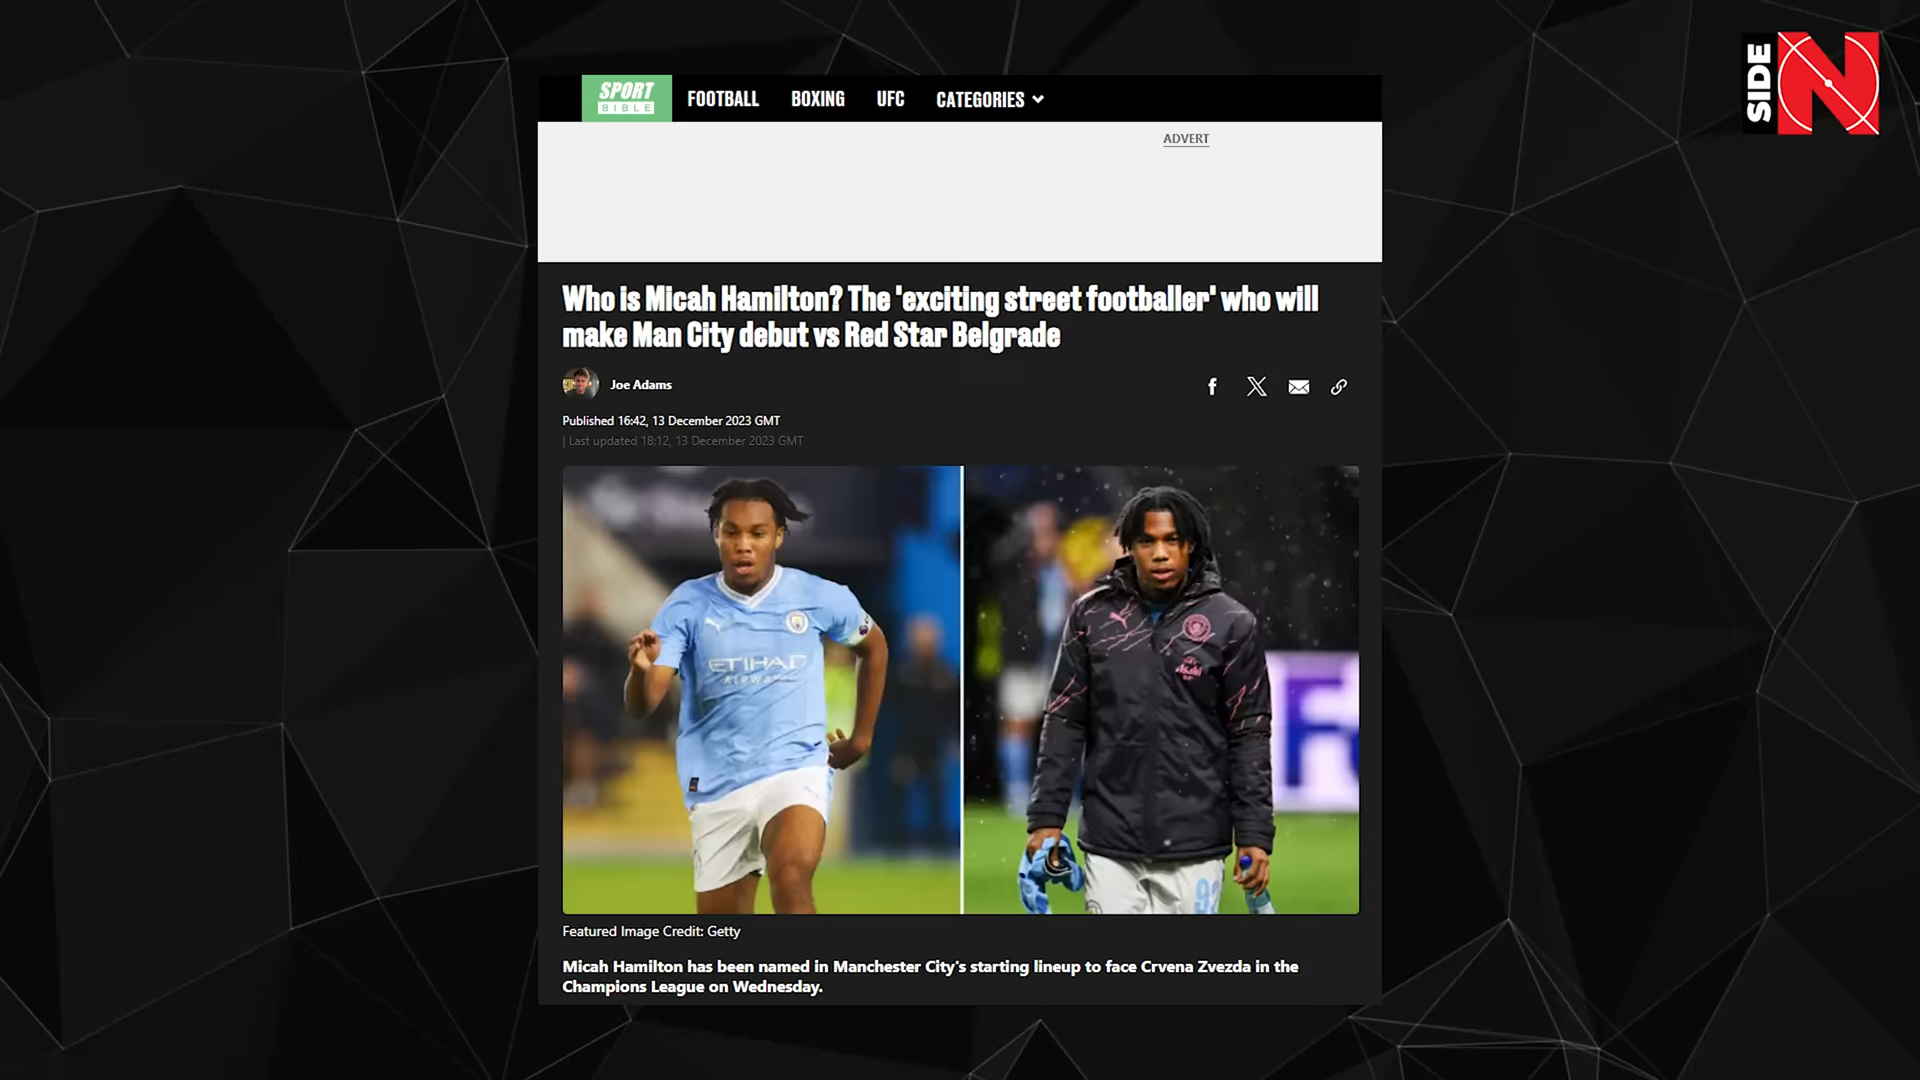 SIDE N
SPORT
BIBLE
FOOTBALL BOXING UFC CATEGORIES
ADVERT
Who is Micah Hamilton? The 'exciting street footballer' who will
make Man City debut vs Red Star Belgrade
Joe Adams
Published 16:42, 13 December 2023 GMT
| Last updated 18:12, 13 December 2023 GMT
ETIHAD
AIRWAY
92
Fe
Featured Image Credit: Getty
Micah Hamilton has been named in Manchester City's starting lineup to face Crvena Zvezda in the
Champions League on Wednesday.